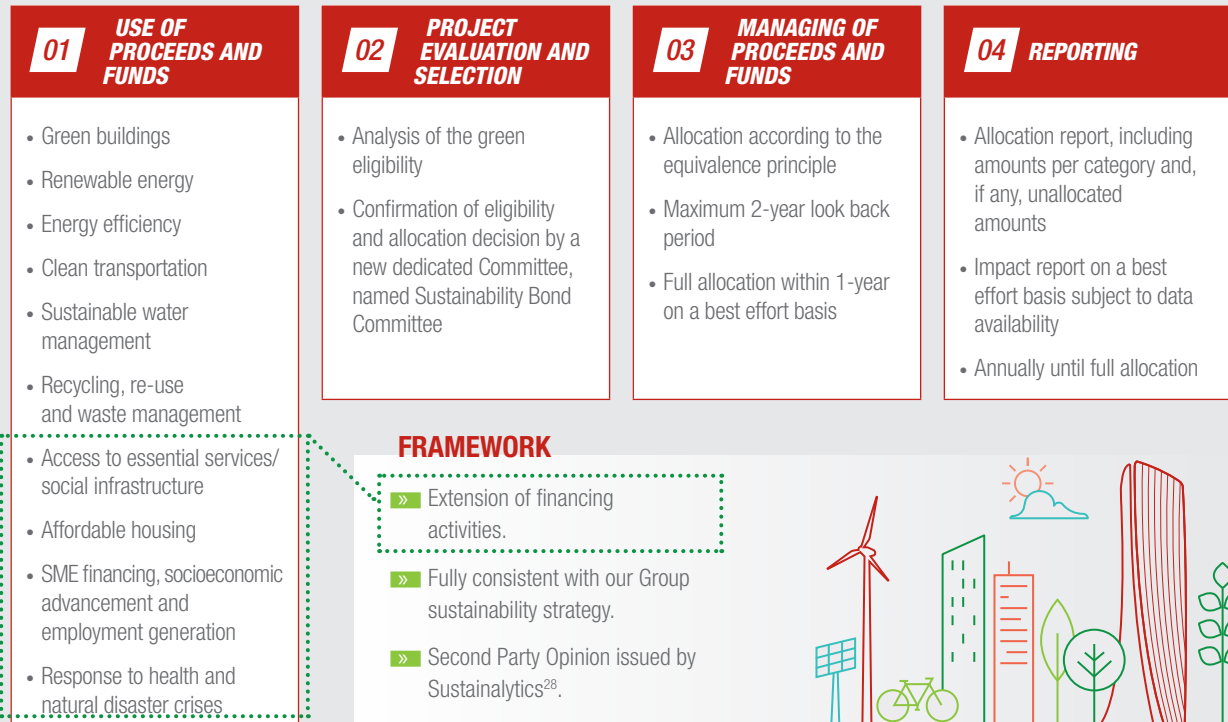 01
USE OF
PROCEEDS AND
FUNDS
• Green buildings
• Renewable energy
• Energy efficiency
• Clean transportation
• Sustainable water
management
• Recycling, re-use
and waste management
• Access to essential services/
social infrastructure
• Affordable housing
• SME financing, socioeconomic
advancement and
employment generation
• Response to health and
natural disaster crises
02
PROJECT
EVALUATION AND
SELECTION
• Analysis of the green
eligibility
• Confirmation of eligibility
and allocation decision by a
new dedicated Committee,
named Sustainability Bond
Committee
03
MANAGING OF
PROCEEDS AND
FUNDS
• Allocation according to the
equivalence principle
• Maximum 2-year look back
period
• Full allocation within 1-year
on a best effort basis
04 REPORTING
• Allocation report, including
amounts per category and,
if any, unallocated
amounts
• Impact report on a best
effort basis subject to data
availability
• Annually until full allocation
FRAMEWORK
» Extension of financing
activities.
» Fully consistent with our Group
sustainability strategy.
» Second Party Opinion issued by
Sustainalytics28.